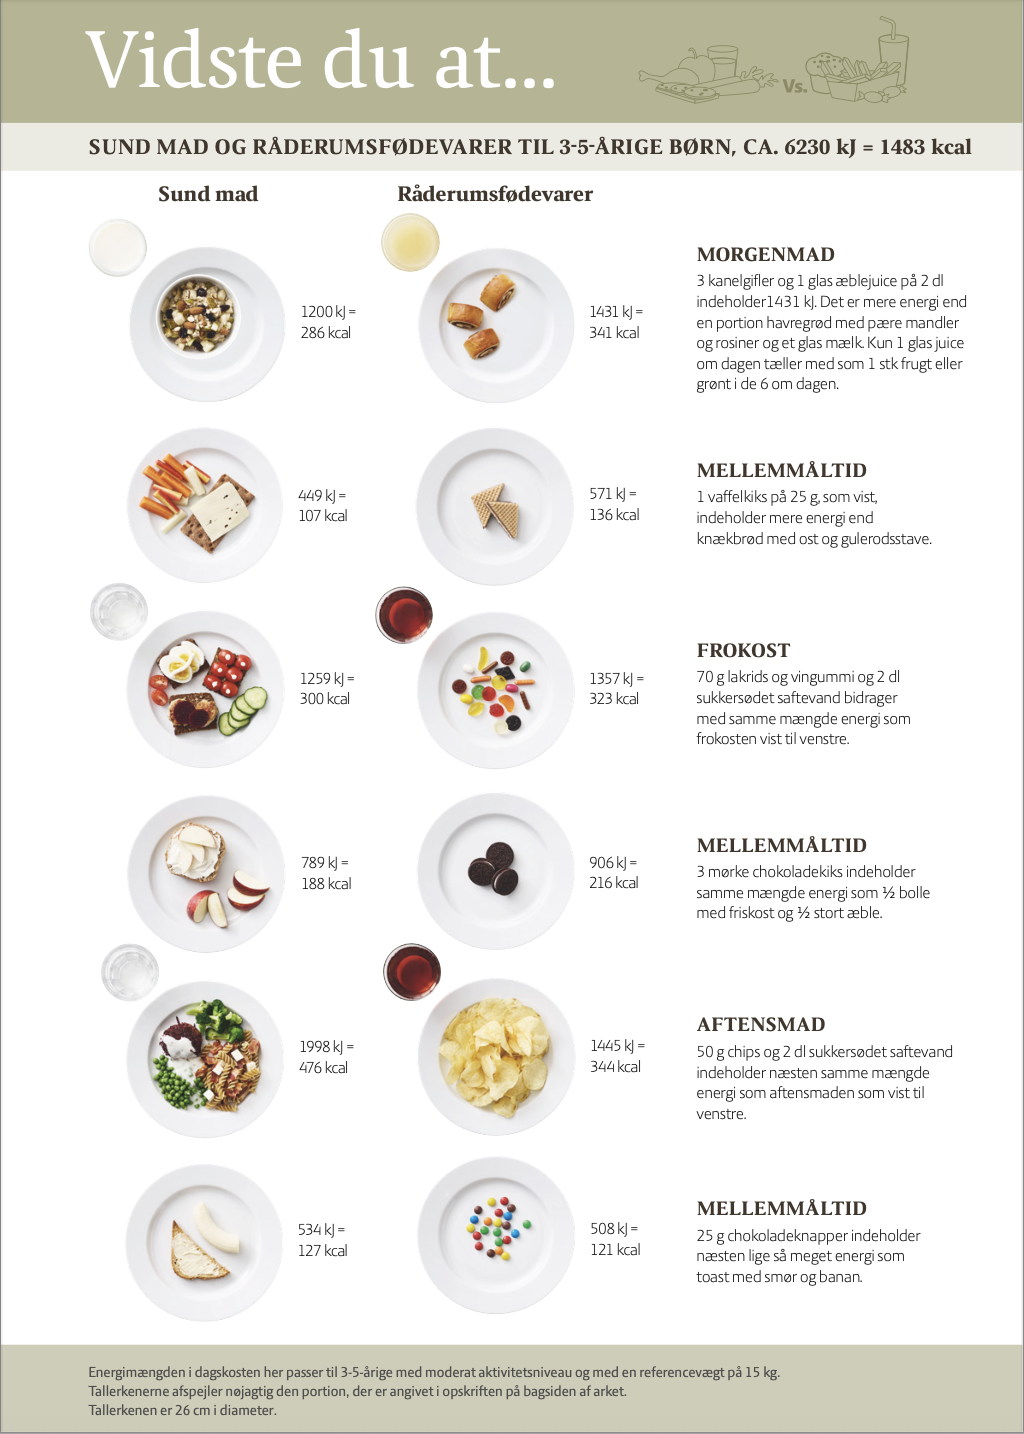 Vidste du at...
Vs.
SUND MAD OG RÅDERUMSFØDEVARER TIL 3-5-ÅRIGE BØRN, CA. 6230 kJ = 1483 kcal
Sund mad
Råderumsfødevarer
1200 kJ =
286 kcal
1431 kJ =
341 kcal
MORGENMAD
3 kanelgifler og 1 glas æblejuice på 2 dl
indeholder1431 kJ. Det er mere energi end
en portion havregrød med pære mandler
og rosiner og et glas mælk. Kun 1 glas juice
om dagen tæller med som 1 stk frugt eller
grønt i de 6 om dagen.
449 kJ =
107 kcal
571 kJ =
136 kcal
MELLEMMÅLTID
1 vaffelkiks på 25 g, som vist,
indeholder mere energi end
knækbrød med ost og gulerodsstave.
1259 kJ =
300 kcal
1357 kJ =
323 kcal
FROKOST
70 g lakrids og vingummi og 2 dl
sukkersødet saftevand bidrager
med samme mængde energi som
frokosten vist til venstre.
789 kJ =
188 kcal
906 kJ =
216 kcal
MELLEMMÅLTID
3 mørke chokoladekiks indeholder
samme mængde energi som ½ bolle
med friskost og ½ stort æble.
1998 kJ =
476 kcal
1445 kJ =
344 kcal
AFTENSMAD
50 g chips og 2 dl sukkersødet saftevand
indeholder næsten samme mængde
energi som aftensmaden som vist til
venstre.
534 kJ =
127 kcal
508 kJ =
121 kcal
MELLEMMÅLTID
25 g chokoladeknapper indeholder
næsten lige så meget energi som
toast med smør og banan.
Energimængden i dagskosten her passer til 3-5-årige med moderat aktivitetsniveau og med en referencevægt på 15 kg.
Tallerkenerne afspejler nøjagtig den portion, der er angivet i opskriften på bagsiden af arket.
Tallerkenen er 26 cm i diameter.